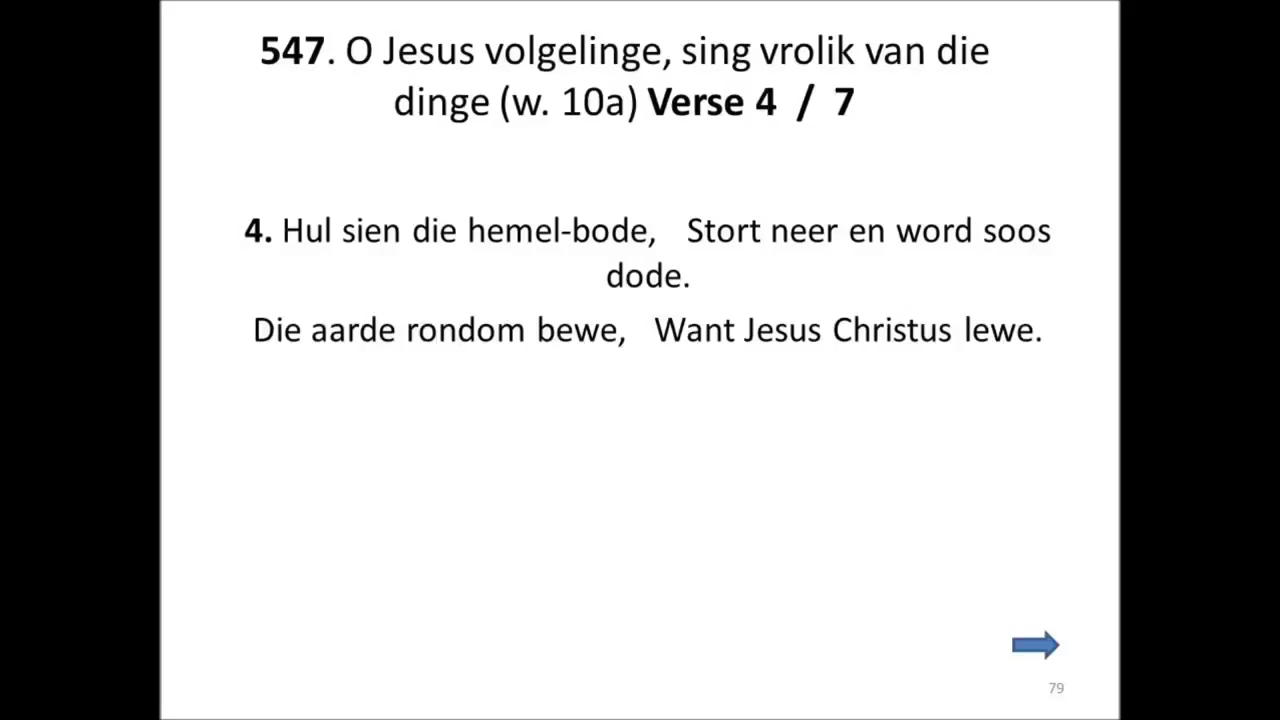 547. O Jesus volgelinge, sing vrolik van die
dinge (w. 10a) Verse 4 / 7
4. Hul sien die hemel-bode, Stort neer en word soos
dode.
Die aarde rondom bewe, Want Jesus Christus lewe.
79